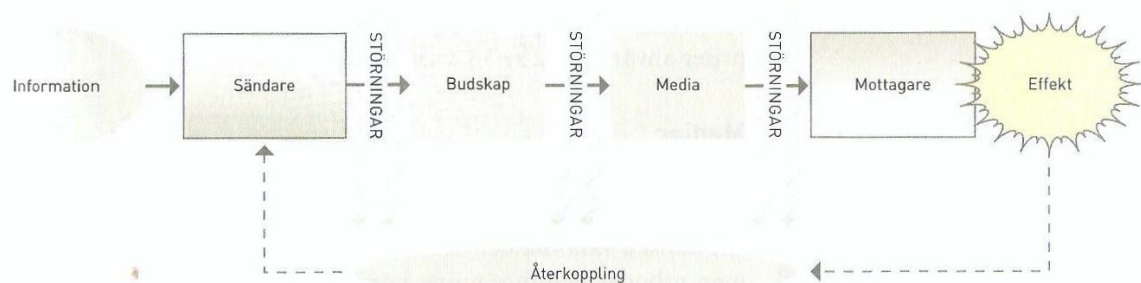 Information
Sändare
STÖRNINGAR
Budskap
STÖRNINGAR
Media
STÖRNINGAR
Mottagare
Effekt
Återkoppling